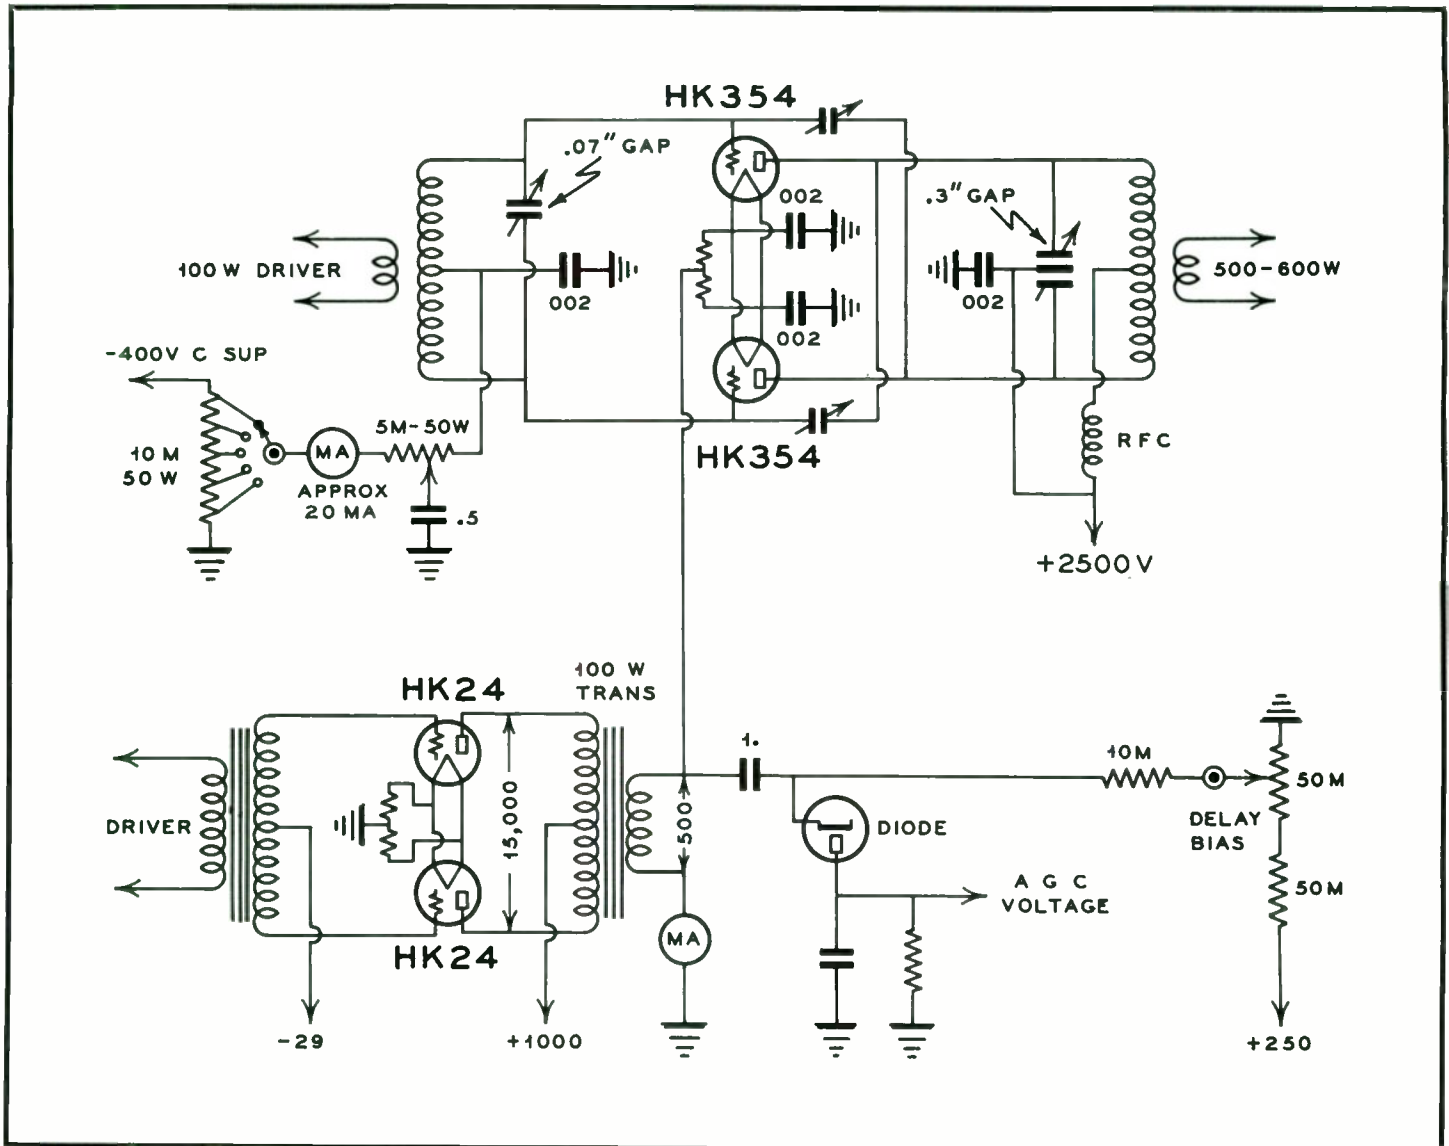 HK354
.07" GAP
002
.3" GAP
100 W DRIVER
002
002
500-600W
002
-400V C SUP
5M-50W
10 M
50 W
MA
APPROX
20 MA
.5
HK354
RFC
+2500V
100 W
TRANS
HK24
1.
10M
50 M
DRIVER
15,000
500
DIODE
DELAY
BIAS
50 M
A G C
VOLTAGE
MA
HK24
-29
+1000
+250